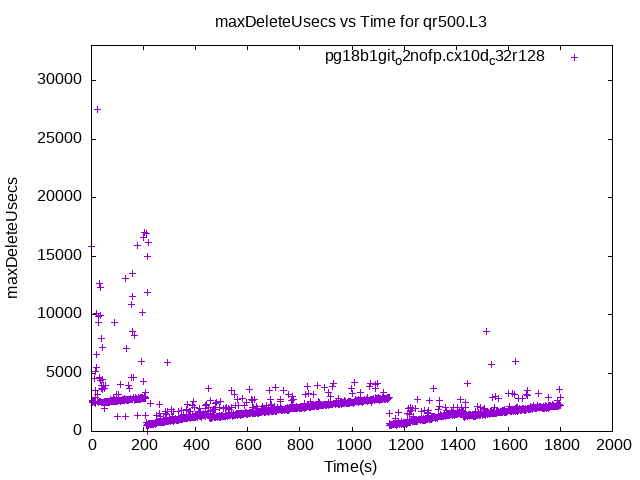 maxDeleteUsecs vs Time for qr500.L3
pg18b1git_o2nofp.cx10d_c32r128
30000
25000
20000
15000
10000
5000
0
maxDeleteUsecs
0 200 400 600 800 1000 1200 1400 1600 1800 2000
Time(s)